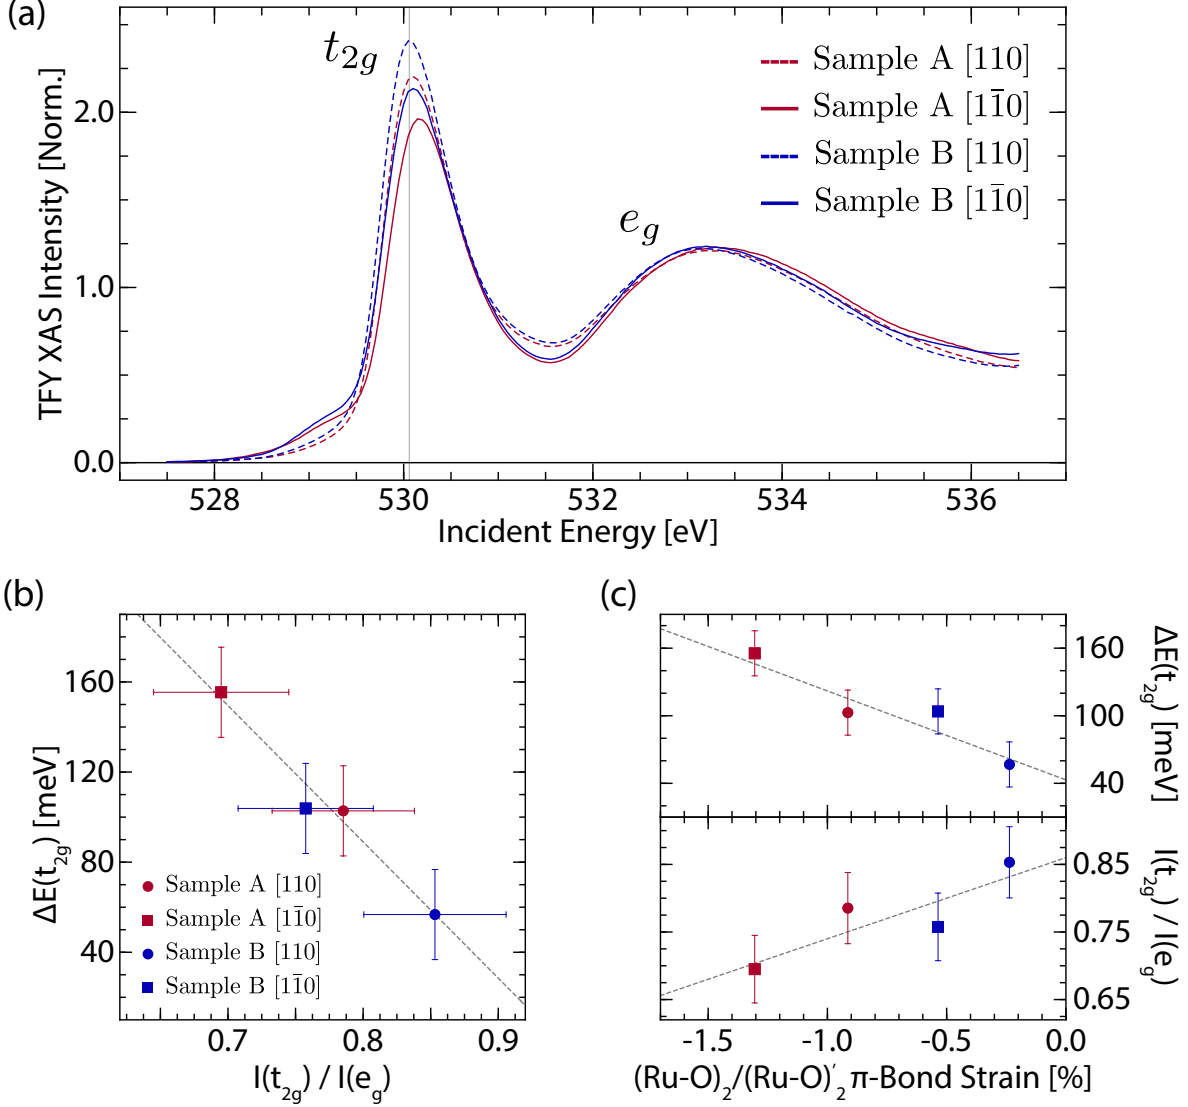 (a)
TFY XAS Intensity [Norm.]
2.0
1.0
0.0
t2g
eg
Sample A [110]
Sample A [11̄0]
Sample B [110]
Sample B [11̄0]
528
530
532
534
536
Incident Energy [eV]
(b)
ΔE(t2g) [meV]
160
120
80
40
Sample A [110]
Sample A [11̄0]
Sample B [110]
Sample B [11̄0]
0.7
0.8
0.9
I(t2g) / I(eg)
(c)
160
100
40
ΔE(t2g) [meV]
0.85
0.75
0.65
I(t2g) / I(eg)
-1.5
-1.0
-0.5
0.0
(Ru-O)2/(Ru-O)′2 π-Bond Strain [%]